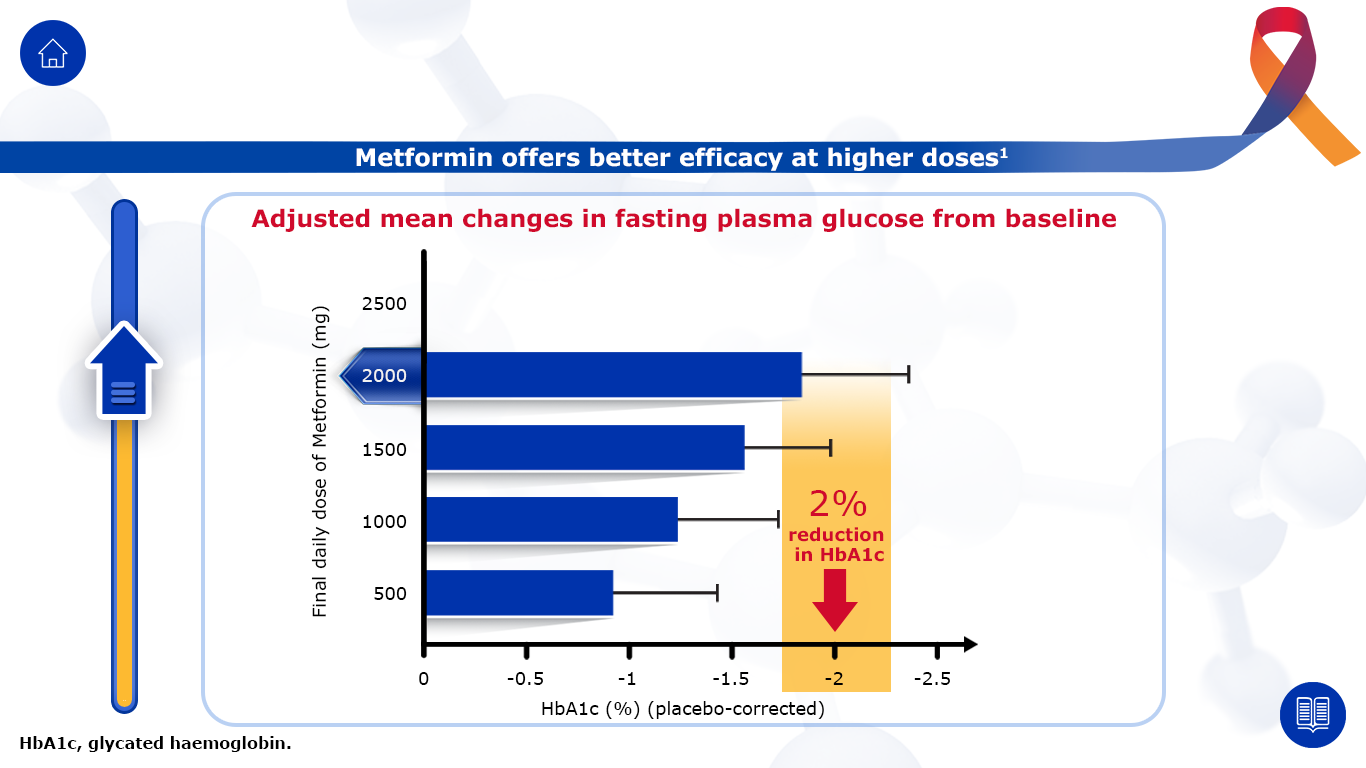 Metformin offers better efficacy at higher doses¹
Adjusted mean changes in fasting plasma glucose from baseline
Final daily dose of Metformin (mg)
2500
2000
1500
1000
500
2%
reduction
in HbA1c
0
-0.5
-1
-1.5
-2
-2.5
HbA1c (%) (placebo-corrected)
HbA1c, glycated haemoglobin.